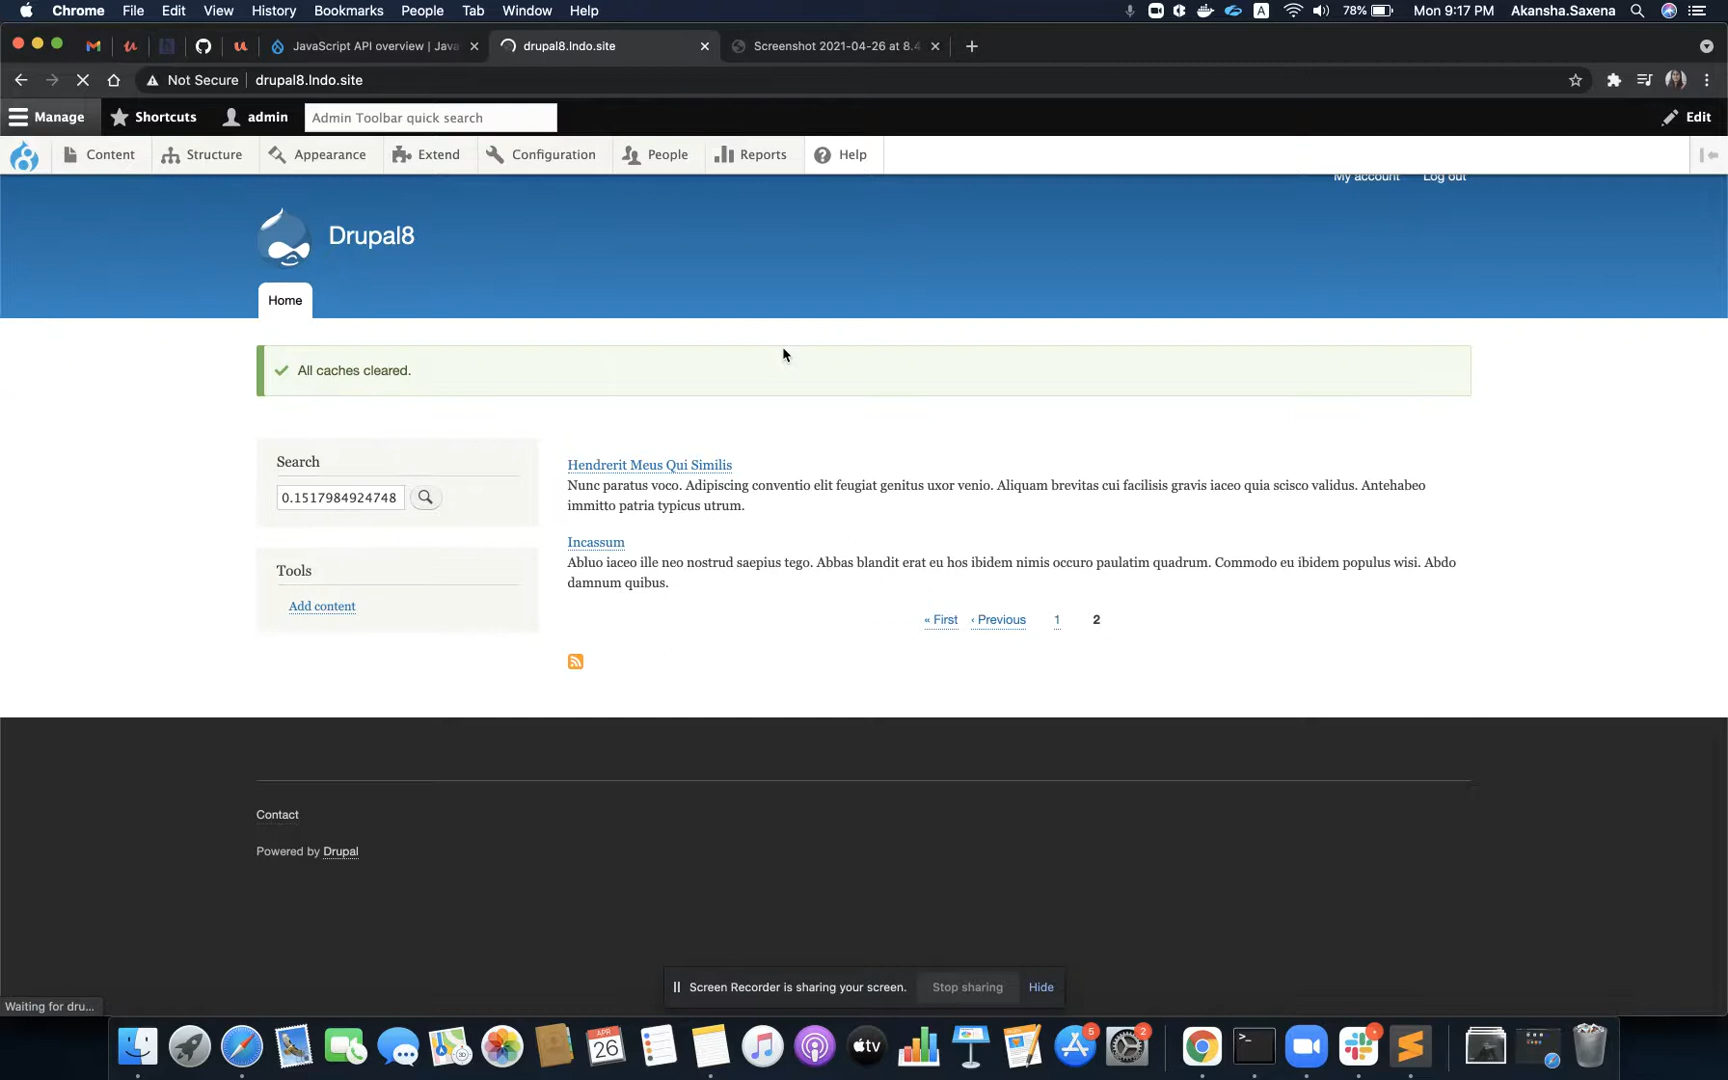 Chrome File Edit View History Bookmarks People Tab Window Help
A 78% Mon 9:17 PM Akansha.Saxena
JavaScript API overview | Java
drupal8.lndo.site
Screenshot 2021-04-26 at 8.4
Not Secure drupal8.lndo.site
Manage Shortcuts admin Admin Toolbar quick search Edit
Content Structure Appearance Extend Configuration People Reports Help
My account Log out
Drupal8
Home
All caches cleared.
Search
0.1517984924748
Tools
Add content
Hendrerit Meus Qui Similis
Nunc paratus voco. Adipiscing conventio elit feugiat genitus uxor venio. Aliquam brevitas cui facilisis gravis iaceo quia scisco validus. Antehabeo
immitto patria typicus utrum.
Incassum
Abluo iaceo ille neo nostrud saepius tego. Abbas blandit erat eu hos ibidem nimis occuro paulatim quadrum. Commodo eu ibidem populus wisi. Abdo
damnum quibus.
« First ‹ Previous 1 2
Contact
Powered by Drupal
Screen Recorder is sharing your screen. Stop sharing Hide
Waiting for dru...
APR
26
tv
5
2